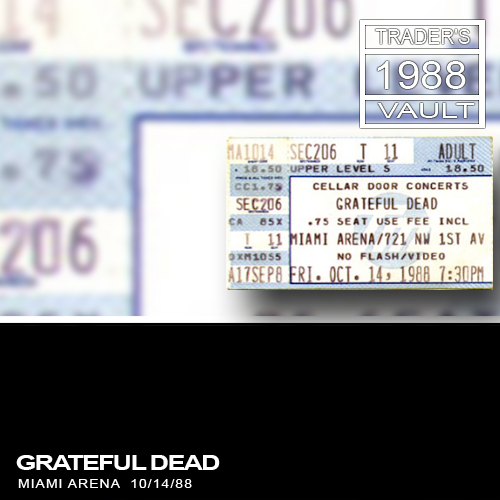 14
SEC206
TRADER'S
1988
VAULT
.50
UPPER
.75
206
MA1014 SEC206 T 11 ADULT
18.50 UPPER LEVEL S 18.50
CC1.75 CELLAR DOOR CONCERTS
SEC206 GRATEFUL DEAD
CA 85X .75 SEAT USE FEE INCL
T 11 MIAMI ARENA/721 NW 1ST AV
OXM1055 NO FLASH/VIDEO
A17SEP8 FRI. OCT. 14, 1988 7:30PM
GRATEFUL DEAD
MIAMI ARENA 10/14/88